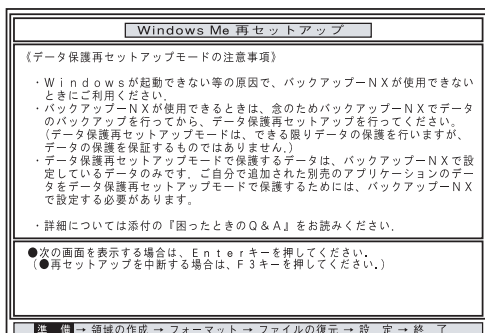 Windows Me 再セットアップ
《データ保護再セットアップモードの注意事項》
・Windowsが起動できない等の原因で、バックアップーNXが使用できない
ときにご利用ください.
・バックアップーNXが使用できるときは、念のためバックアップーNXでデータ
のバックアップを行ってから、データ保護再セットアップを行ってください。
(データ保護再セットアップモードは、できる限りデータの保護を行いますが、
データの保護を保証するものではありません.)
・データ保護再セットアップモードで保護するデータは、バックアップーNXで設
定しているデータのみです. ご自分で追加された別売のアプリケーションのデー
タをデータ保護再セットアップモードで保護するためには、バックアップーNX
で設定する必要があります。
・詳細については添付の『困ったときのQ&A』をお読みください.
●次の画面を表示する場合は、Enterキーを押してください.
(●再セットアップを中断する場合は、F3キーを押してください.)
準 備 → 領域の作成 → フォーマット → ファイルの復元 → 設 定 → 終 了